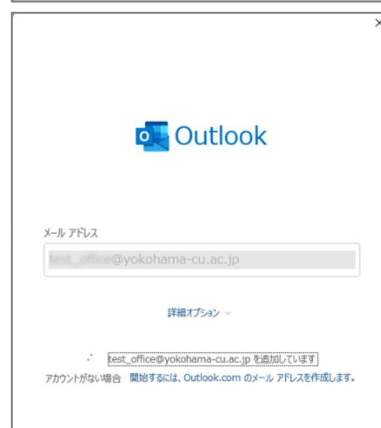 Outlook
メール アドレス
test_office@yokohama-cu.ac.jp
詳細オプション
test_office@yokohama-cu.ac.jp を追加しています
アカウントがない場合 開始するには、Outlook.com のメール アドレスを作成します。